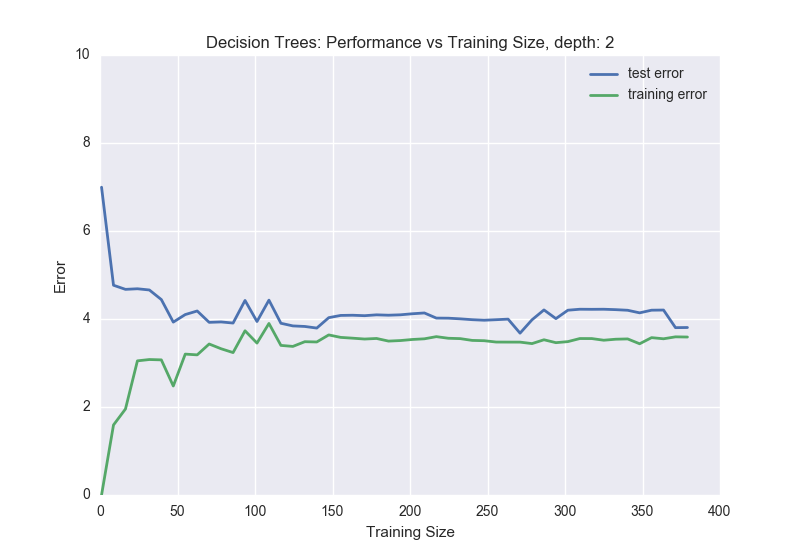 Decision Trees: Performance vs Training Size, depth: 2
10
8
6
4
2
0
Error
test error
training error
0 50 100 150 200 250 300 350 400
Training Size